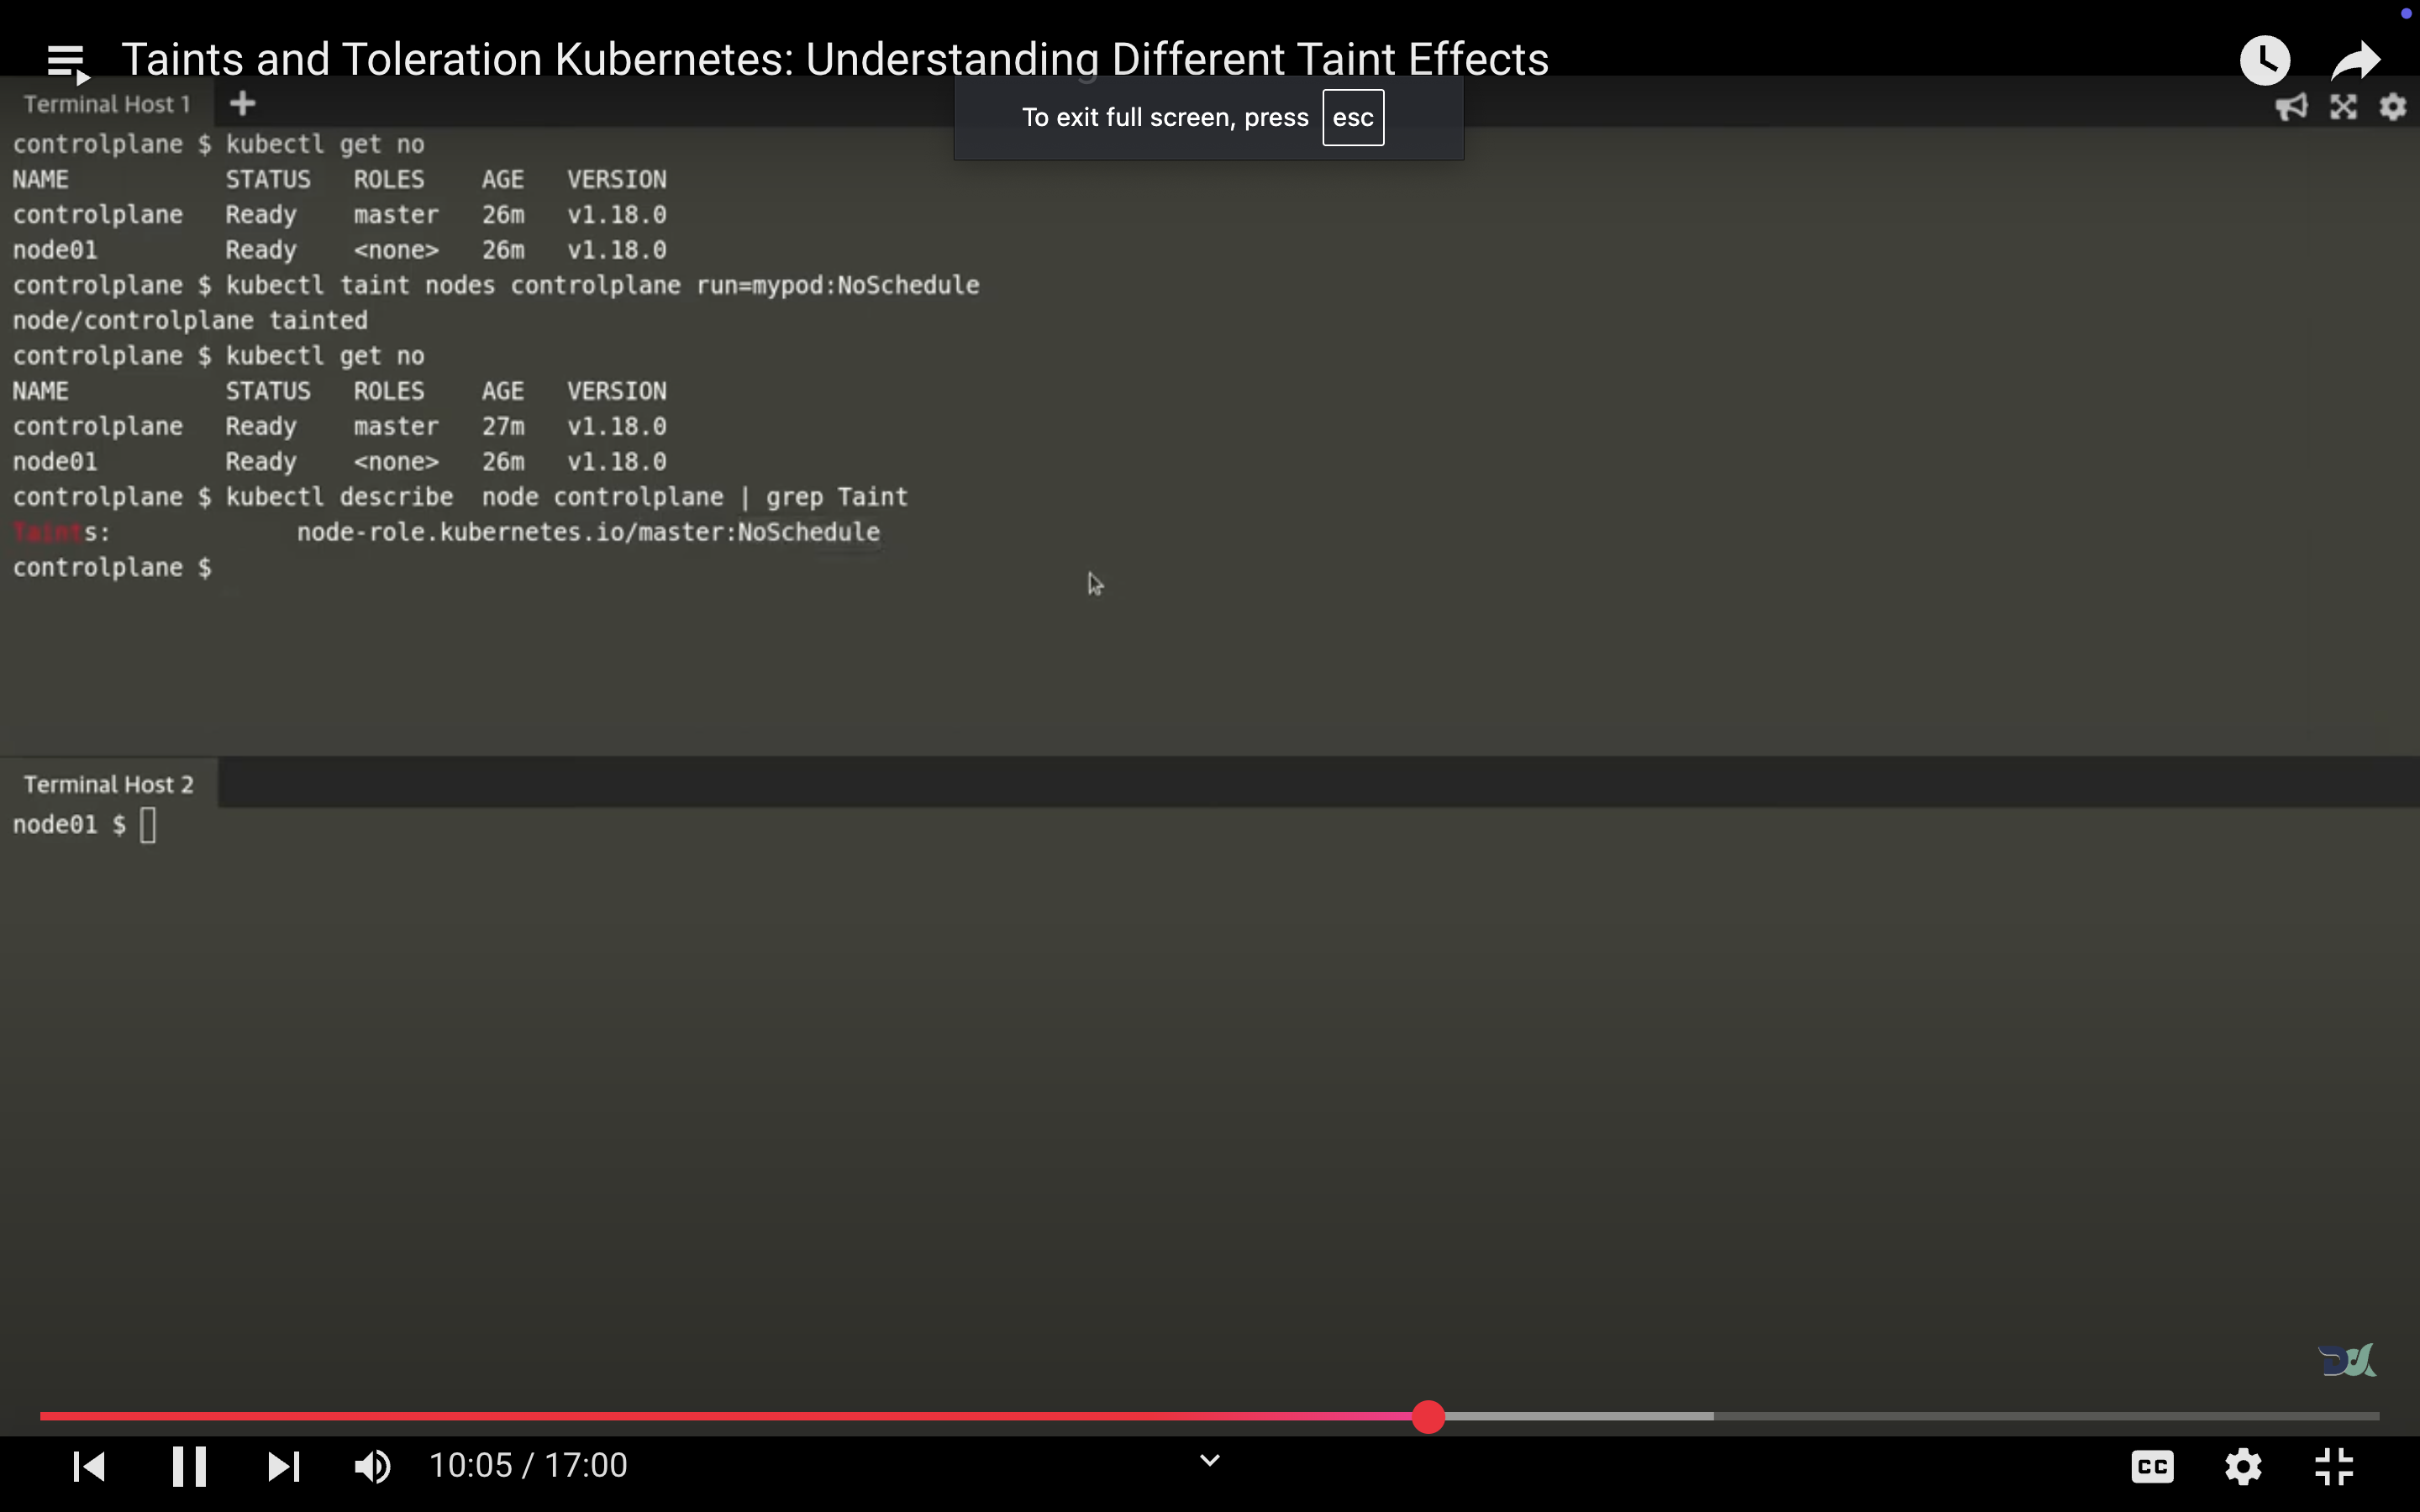 Taints and Toleration Kubernetes: Understanding Different Taint Effects
Terminal Host 1 +
To exit full screen, press esc
controlplane $ kubectl get no
NAME STATUS ROLES AGE VERSION
controlplane Ready master 26m v1.18.0
node01 Ready <none> 26m v1.18.0
controlplane $ kubectl taint nodes controlplane run=mypod:NoSchedule
node/controlplane tainted
controlplane $ kubectl get no
NAME STATUS ROLES AGE VERSION
controlplane Ready master 27m v1.18.0
node01 Ready <none> 26m v1.18.0
controlplane $ kubectl describe  node controlplane | grep Taint
Taints: node-role.kubernetes.io/master:NoSchedule
controlplane $
Terminal Host 2
node01 $
10:05 / 17:00
CC